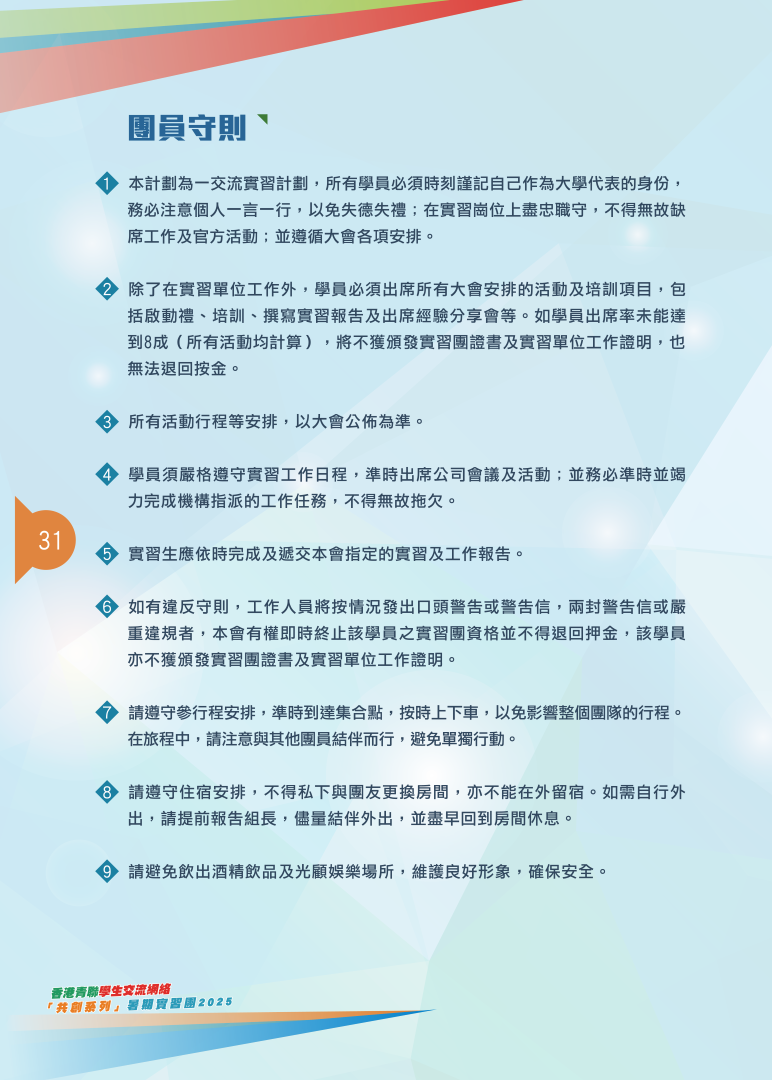 團員守則
1 本計劃為一交流實習計劃，所有學員必須時刻謹記自己作為大學代表的身份，
務必注意個人一言一行，以免失德失禮；在實習崗位上盡忠職守，不得無故缺
席工作及官方活動；並遵循大會各項安排。
2 除了在實習單位工作外，學員必須出席所有大會安排的活動及培訓項目，包
括啟動禮、培訓、撰寫實習報告及出席經驗分享會等。如學員出席率未能達
到8成（所有活動均計算），將不獲頒發實習團證書及實習單位工作證明，也
無法退回按金。
3 所有活動行程等安排，以大會公佈為準。
4 學員須嚴格遵守實習工作日程，準時出席公司會議及活動；並務必準時並竭
力完成機構指派的工作任務，不得無故拖欠。
5 實習生應依時完成及遞交本會指定的實習及工作報告。
6 如有違反守則，工作人員將按情況發出口頭警告或警告信，兩封警告信或嚴
重違規者，本會有權即時終止該學員之實習團資格並不得退回押金，該學員
亦不獲頒發實習團證書及實習單位工作證明。
31
7 請遵守參行程安排，準時到達集合點，按時上下車，以免影響整個團隊的行程。
在旅程中，請注意與其他團員結伴而行，避免單獨行動。
8 請遵守住宿安排，不得私下與團友更換房間，亦不能在外留宿。如需自行外
出，請提前報告組長，儘量結伴外出，並盡早回到房間休息。
9 請避免飲出酒精飲品及光顧娛樂場所，維護良好形象，確保安全。
香港青聯學生交流網絡
「共創系列」暑期實習團2025